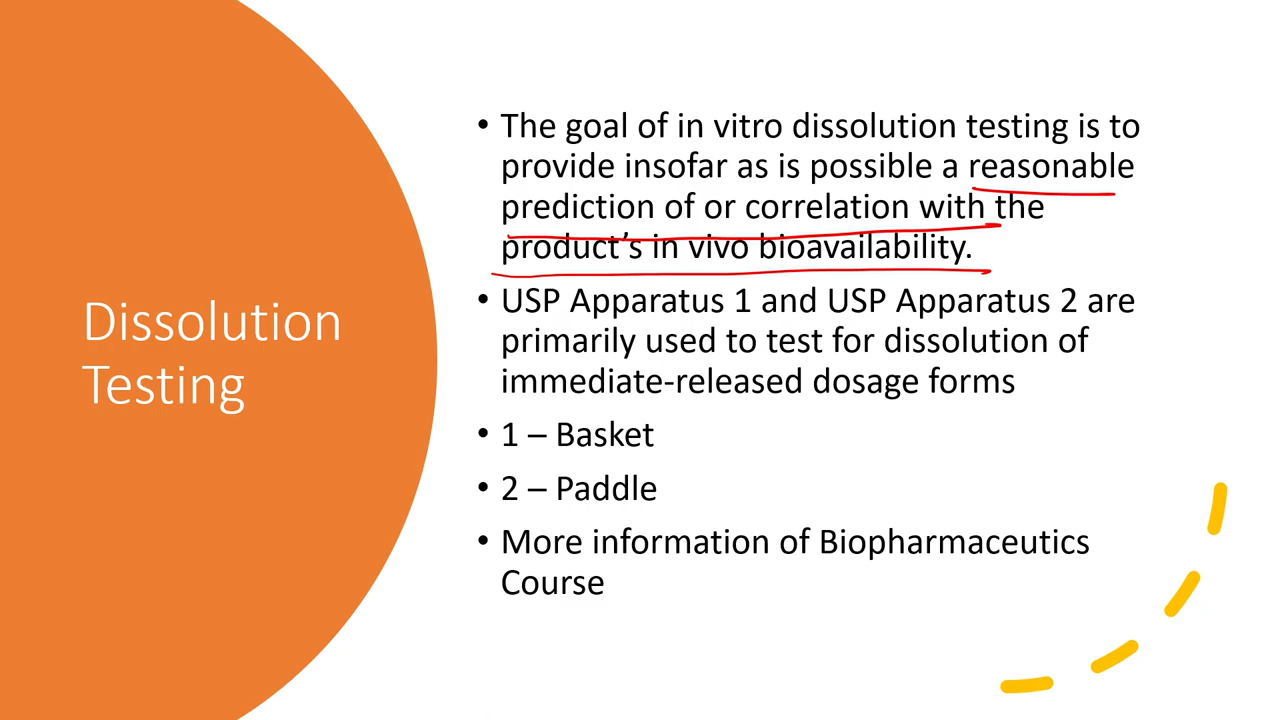 Dissolution
Testing
• The goal of in vitro dissolution testing is to
provide insofar as is possible a reasonable
prediction of or correlation with the
product’s in vivo bioavailability.
• USP Apparatus 1 and USP Apparatus 2 are
primarily used to test for dissolution of
immediate-released dosage forms
• 1 – Basket
• 2 – Paddle
• More information of Biopharmaceutics
Course